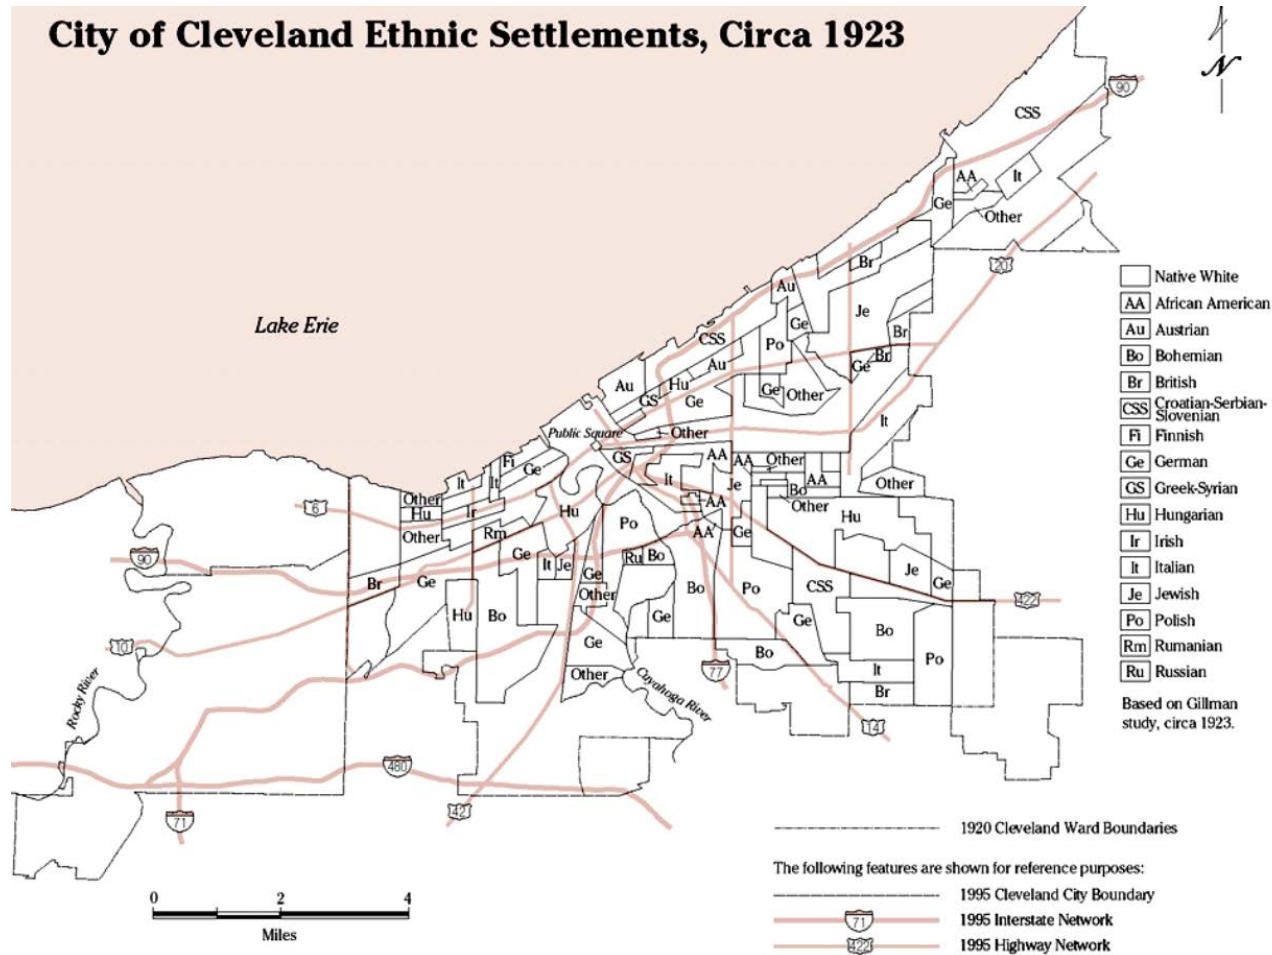 City of Cleveland Ethnic Settlements, Circa 1923
N
90
CSS
AA
It
Ge
Other
20
Br
Au
Je
Ge
Br
Po
CSS
Br
Ge
Au
Hu
Au
Ge
Other
GS
Ge
It
Lake Erie
Public Square
Other
GS
AA
AA
Other
Fi
Ge
It
It
It
Je
AA
Bo
Other
Other
Other
Hu
Ir
AA
6
Hu
Po
Hu
Other
Rm
AA
Ge
Ge
It
Je
Ru
Bo
90
Je
Ge
Br
Ge
Ge
Bo
Po
CSS
Other
422
Hu
Bo
Ge
Ge
Bo
10
Ge
Bo
Po
It
Other
77
Br
Rocky River
Cuyahoga River
14
480
42
71
Native White
AA African American
Au Austrian
Bo Bohemian
Br British
CSS Croatian-Serbian-
Slovenian
Fi Finnish
Ge German
GS Greek-Syrian
Hu Hungarian
Ir Irish
It Italian
Je Jewish
Po Polish
Rm Rumanian
Ru Russian
Based on Gillman
study, circa 1923.
1920 Cleveland Ward Boundaries
The following features are shown for reference purposes:
1995 Cleveland City Boundary
71 1995 Interstate Network
422 1995 Highway Network
0 2 4
Miles